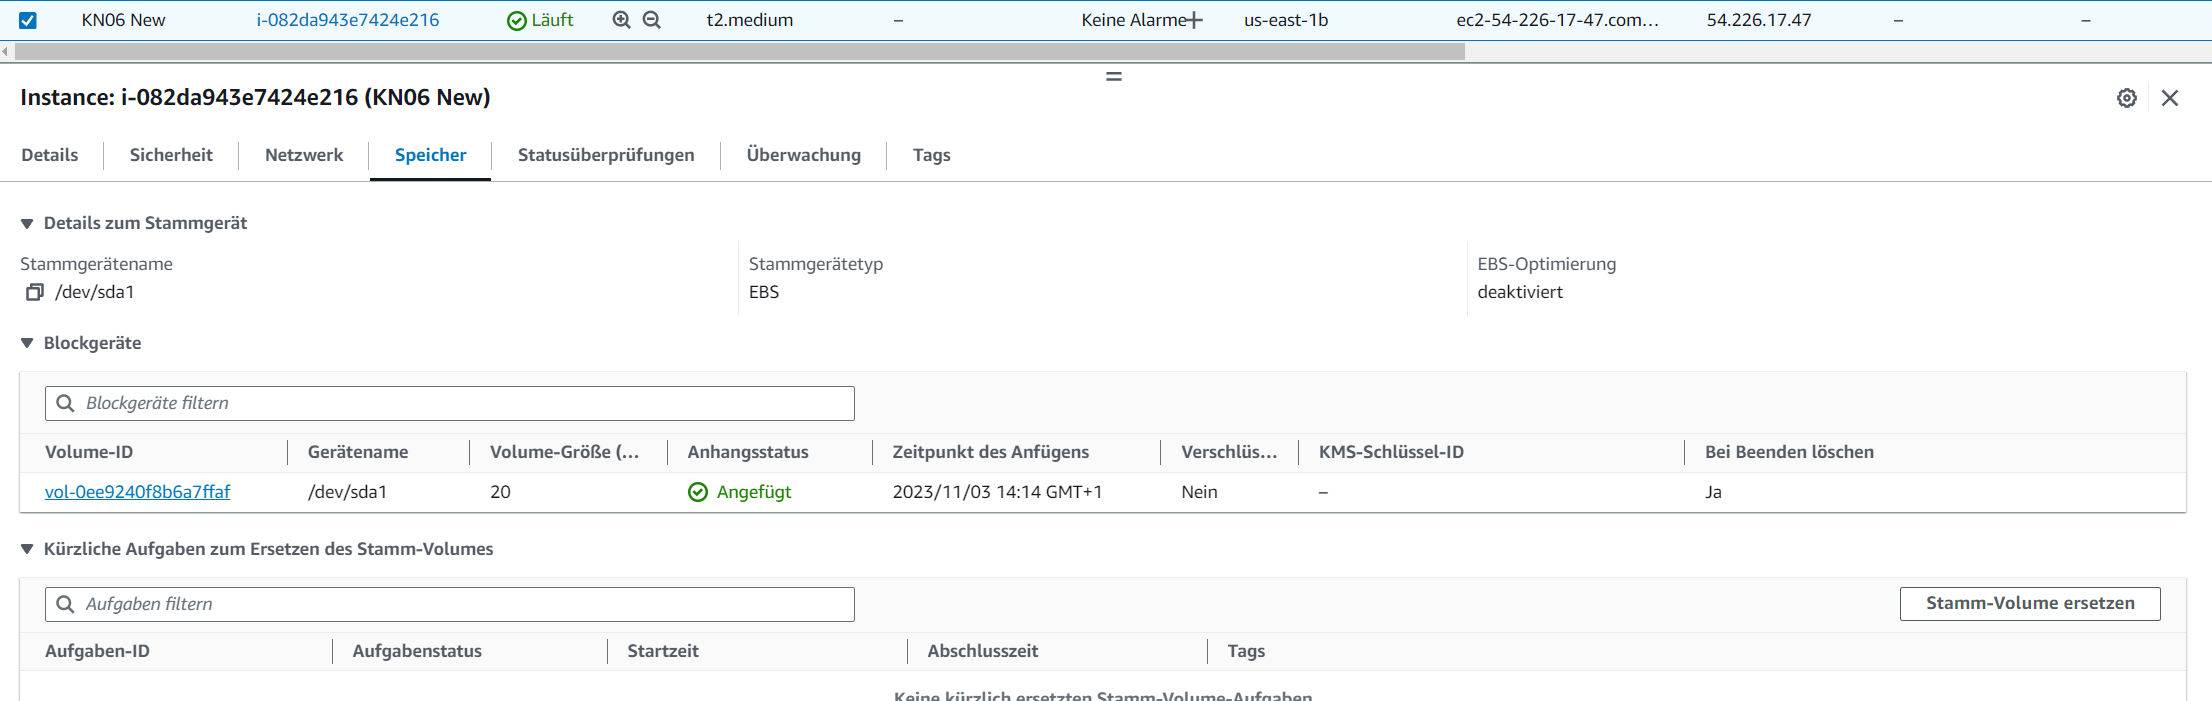 KN06 New i-082da943e7424e216 Läuft t2.medium – Keine Alarme us-east-1b ec2-54-226-17-47.com... 54.226.17.47 – –
Instance: i-082da943e7424e216 (KN06 New)
Details Sicherheit Netzwerk Speicher Statusüberprüfungen Überwachung Tags
Details zum Stammgerät
Stammgerätename Stammgerätetyp EBS-Optimierung
/dev/sda1 EBS deaktiviert
Blockgeräte
Blockgeräte filtern
Volume-ID Gerätename Volume-Größe (... Anhangsstatus Zeitpunkt des Anfügens Verschlüs... KMS-Schlüssel-ID Bei Beenden löschen
vol-0ee9240f8b6a7ffaf /dev/sda1 20 Angefügt 2023/11/03 14:14 GMT+1 Nein – Ja
Kürzliche Aufgaben zum Ersetzen des Stamm-Volumes
Aufgaben filtern Stamm-Volume ersetzen
Aufgaben-ID Aufgabenstatus Startzeit Abschlusszeit Tags
Keine kürzlich ersetzten Stamm-Volume-Aufgaben